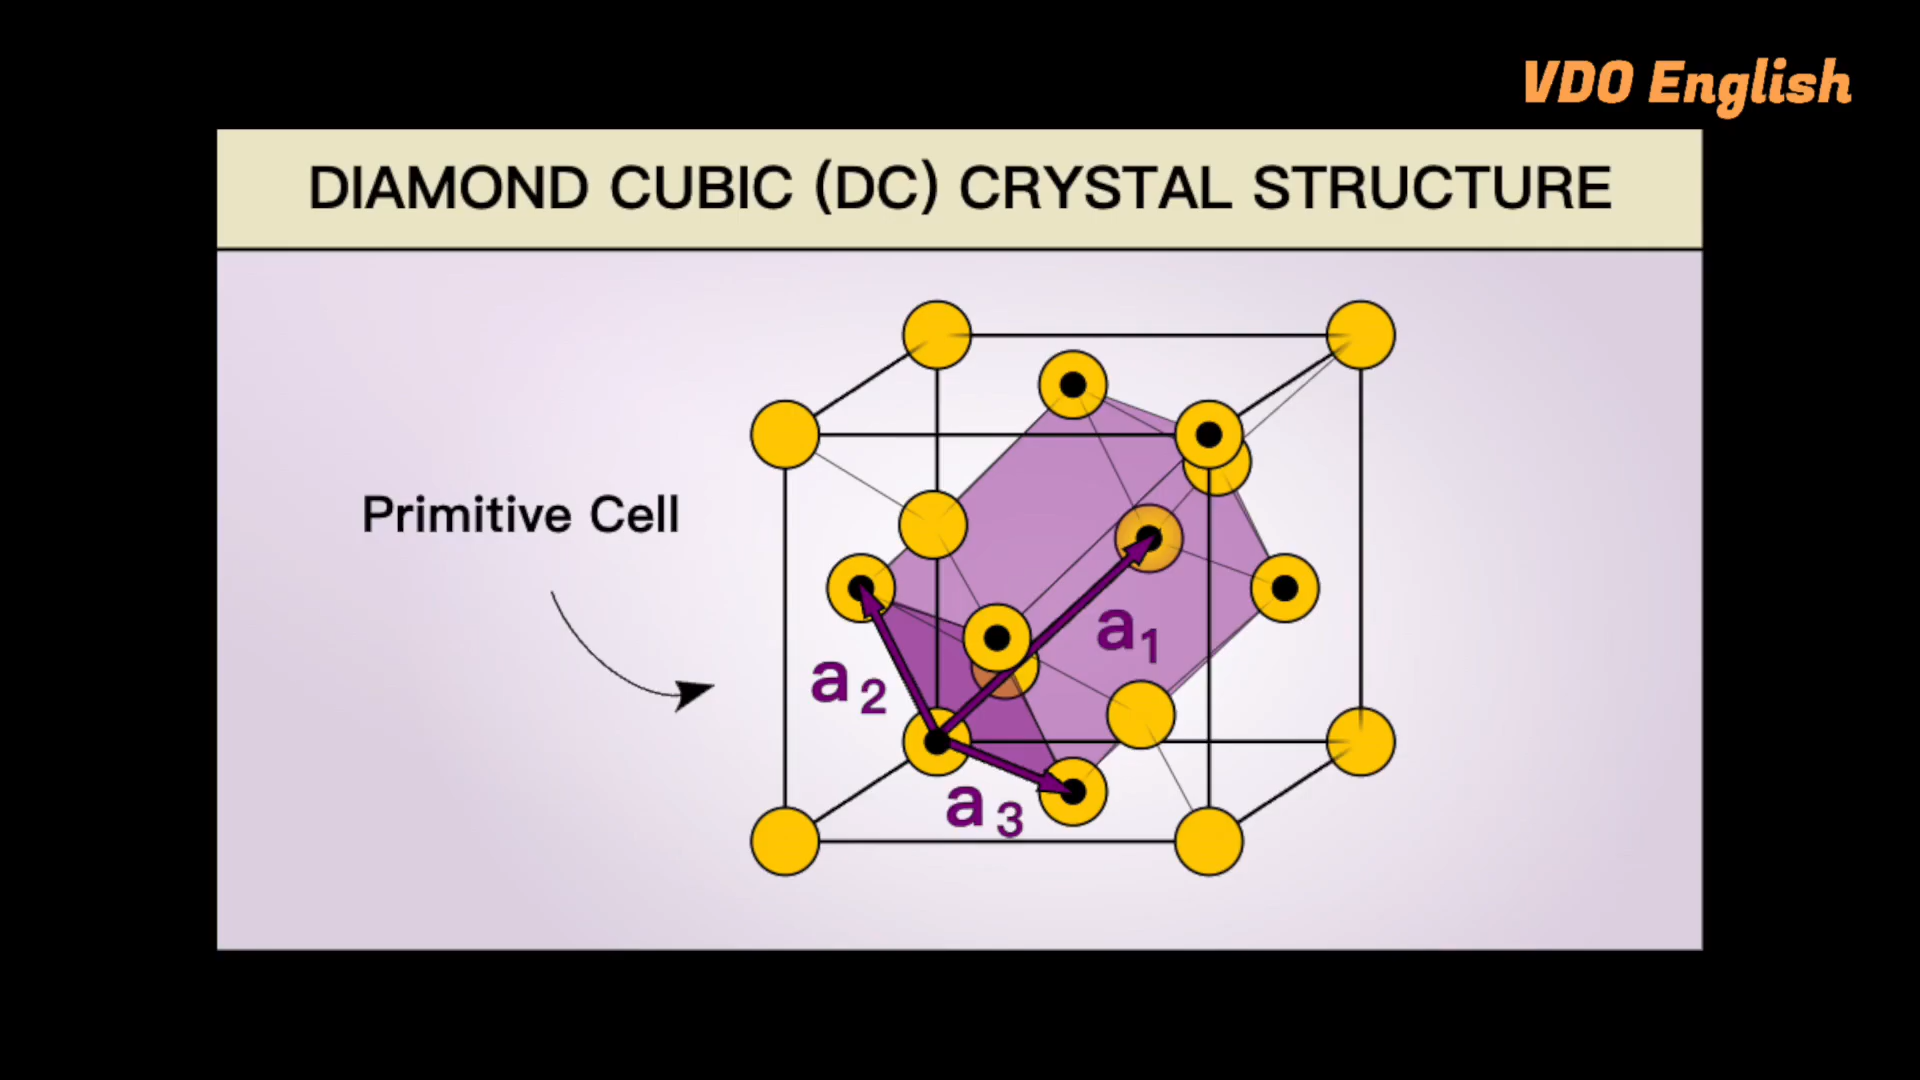 VDO English
DIAMOND CUBIC (DC) CRYSTAL STRUCTURE
Primitive Cell
a1
a2
a3